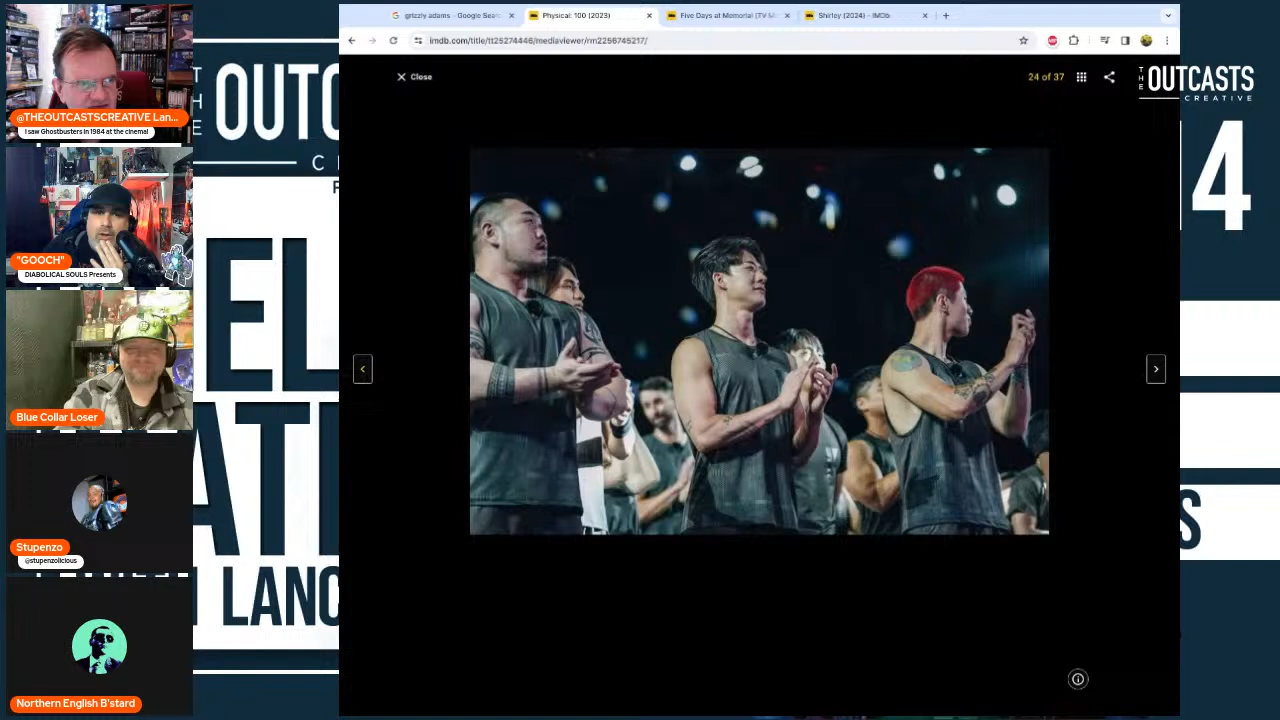 grizzly adams - Google Sear
Physical: 100 (2023)
Five Days at Memorial (TV M
Shirley (2024) - IMDb
imdb.com/title/tt25274446/mediaviewer/rm2256745217/
Close
24 of 37
THE OUTCASTS
CREATIVE
@THEOUTCASTSCREATIVE Lan...
I saw Ghostbusters in 1984 at the cinema!
"GOOCH"
DIABOLICAL SOULS Presents
Blue Collar Loser
Stupenzo
@stupenzolicious
Northern English B'stard
THE OUTC
C
EL
AT
LANC
4
S